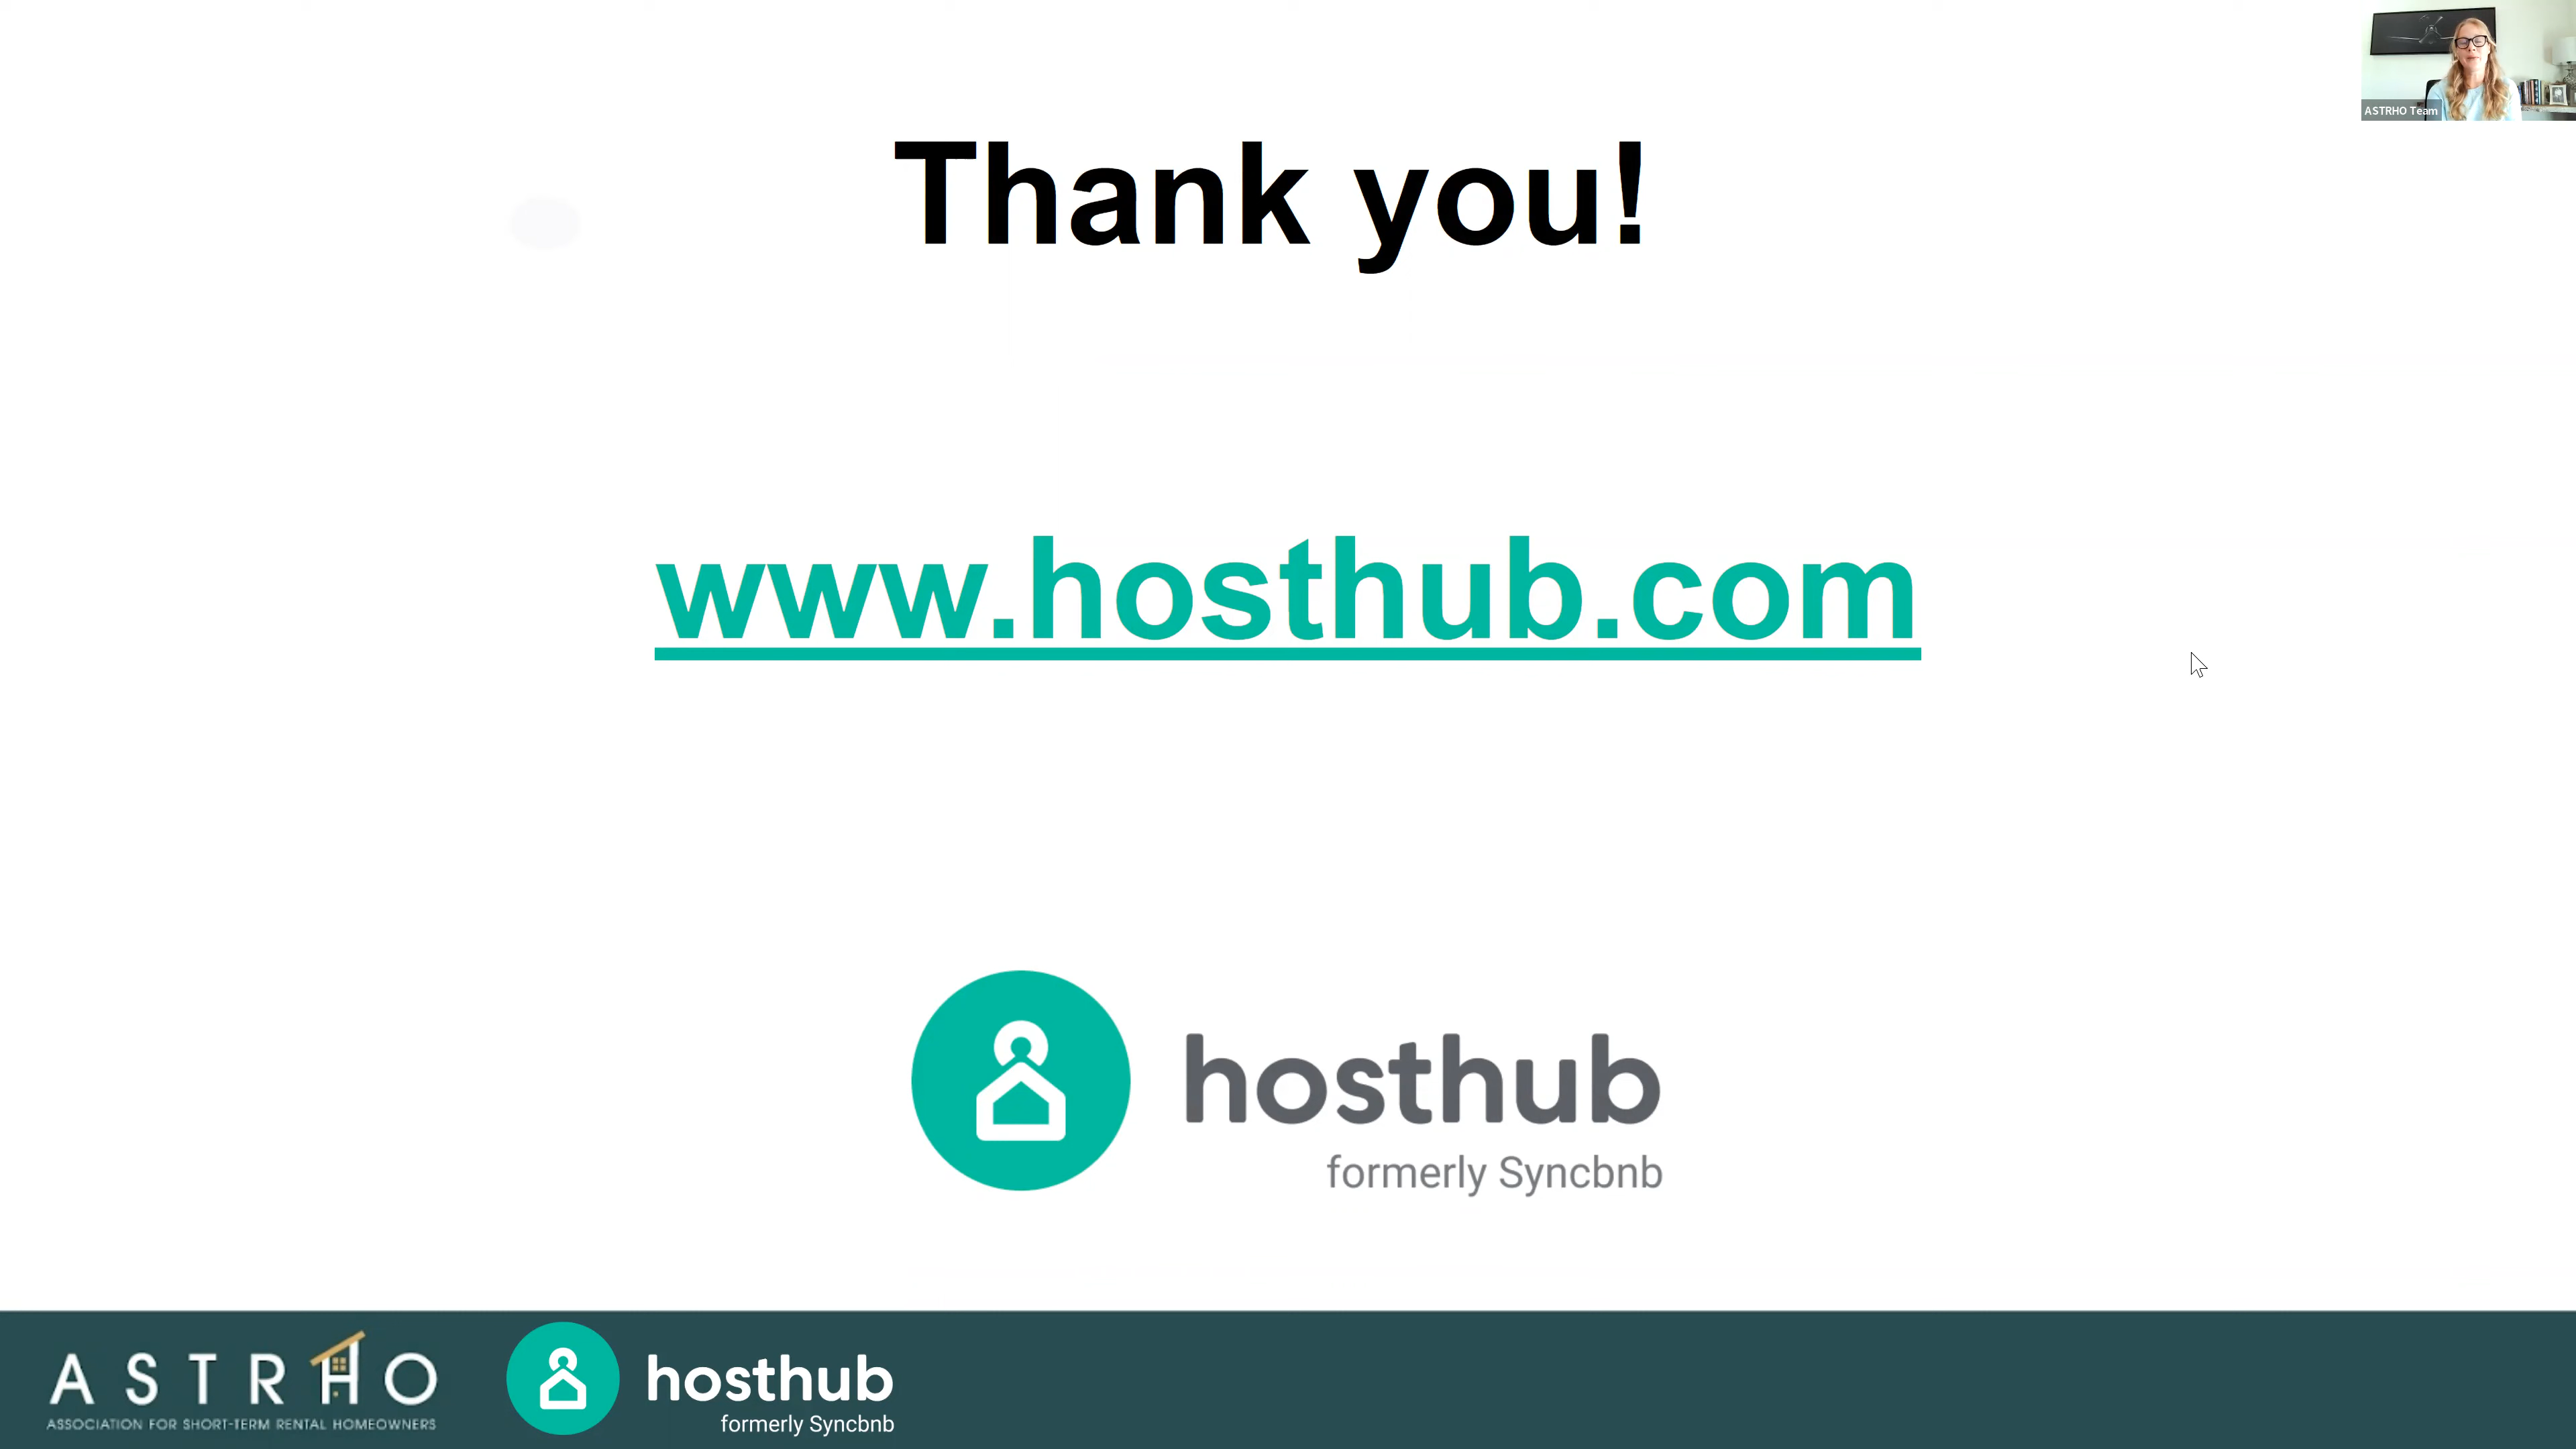 ASTRHO Team
Thank you!
www.hosthub.com
hosthub
formerly Syncbnb
ASTRHO
ASSOCIATION FOR SHORT-TERM RENTAL HOMEOWNERS
hosthub
formerly Syncbnb